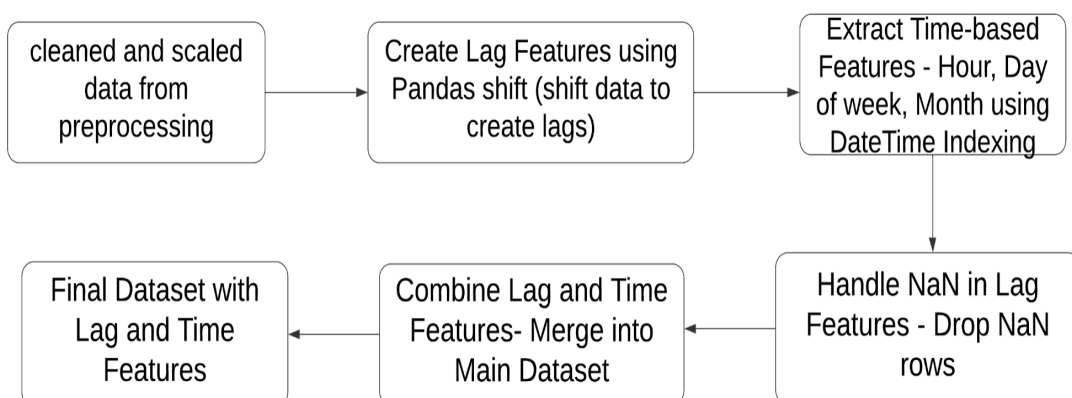 cleaned and scaled
data from
preprocessing
Create Lag Features using
Pandas shift (shift data to
create lags)
Extract Time-based
Features - Hour, Day
of week, Month using
DateTime Indexing
Handle NaN in Lag
Features - Drop NaN
rows
Combine Lag and Time
Features- Merge into
Main Dataset
Final Dataset with
Lag and Time
Features